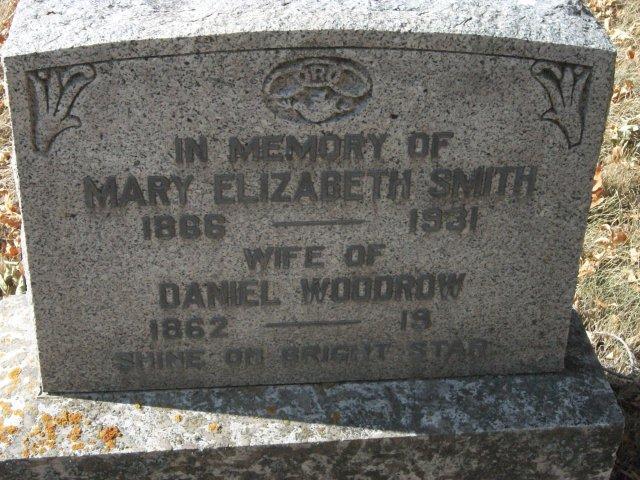 IN MEMORY OF
MARY ELIZABETH SMITH
1866 — 1931
WIFE OF
DANIEL WOODROW
1862 — 19
SHINE ON BRIGHT STAR